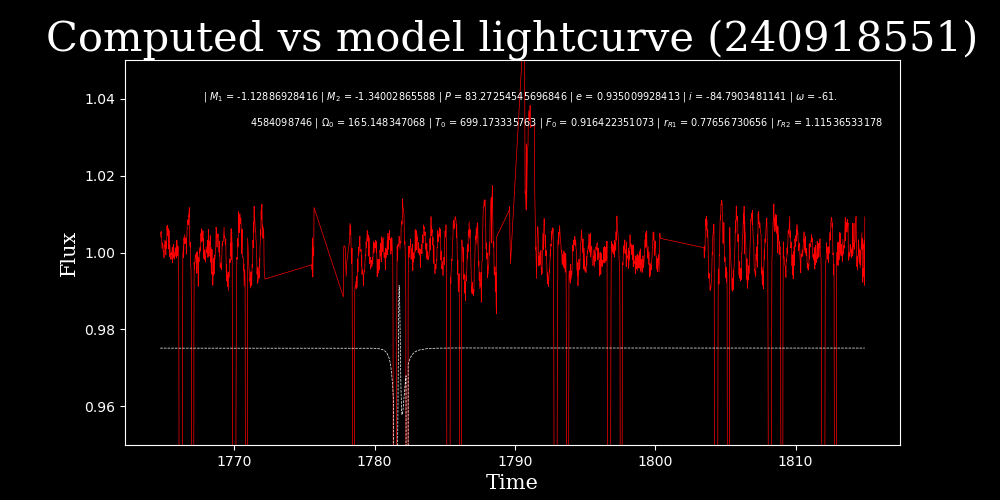 Computed vs model lightcurve (240918551)
| M₁ = -1.12886928416 | M₂ = -1.34002865588 | P = 83.27254545696846 | e = 0.935009928413 | i = -84.7903481141 | ω = -61.
4584098746 | Ω₀ = 165.148347068 | T₀ = 699.173335763 | F₀ = 0.916422351073 | r_R1 = 0.77656730656 | r_R2 = 1.11536533178
1.04
1.02
1.00
0.98
0.96
Flux
1770 1780 1790 1800 1810
Time